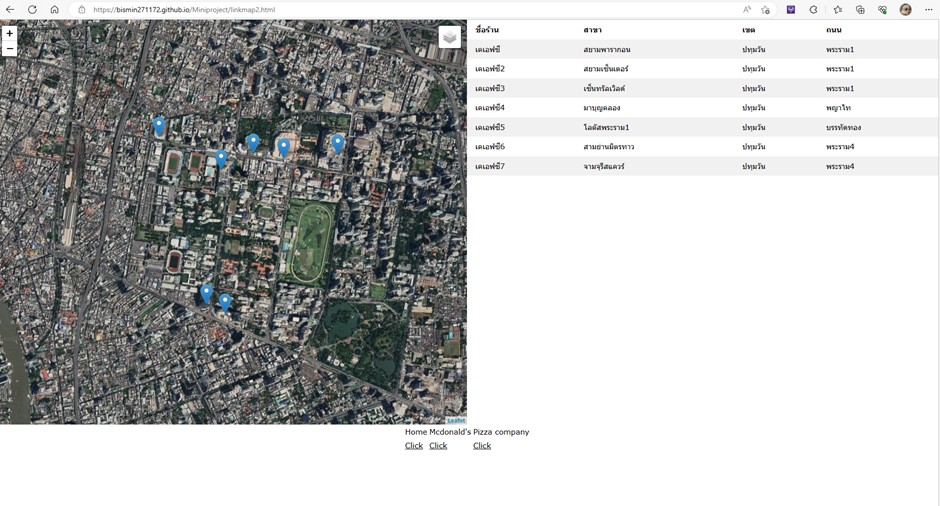 https://bismin271172.github.io/Miniproject/linkmap2.html
+
−
ชื่อร้าน สาขา เขต ถนน
เคเอฟซี สยามพารากอน ปทุมวัน พระราม1
เคเอฟซี2 สยามเซ็นเตอร์ ปทุมวัน พระราม1
เคเอฟซี3 เซ็นทรัลเวิลด์ ปทุมวัน พระราม1
เคเอฟซี4 มาบุญคลอง ปทุมวัน พญาไท
เคเอฟซี5 โลตัสพระราม1 ปทุมวัน บรรทัดทอง
เคเอฟซี6 สามย่านมิตรทาว ปทุมวัน พระราม4
เคเอฟซี7 จามจุรีสแควร์ ปทุมวัน พระราม4
Leaflet
Home Mcdonald's Pizza company
Click Click Click